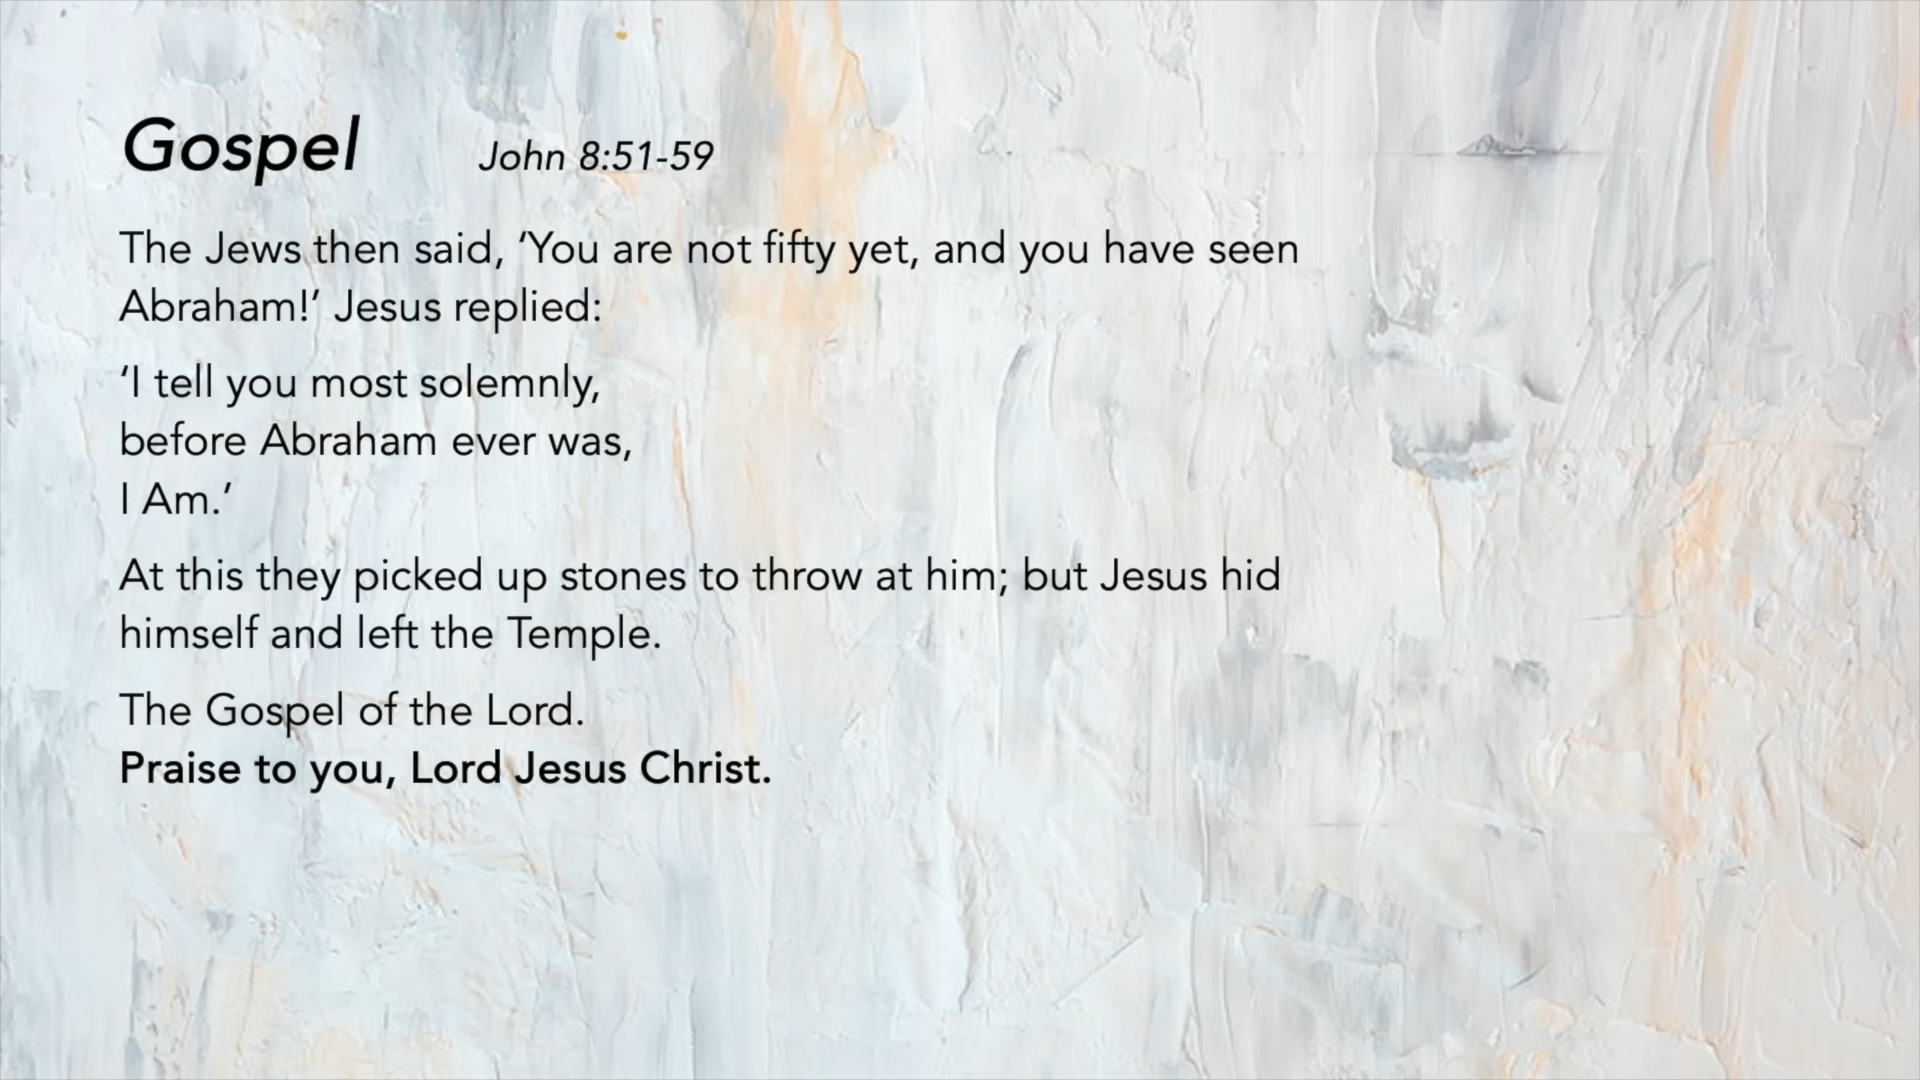 Gospel John 8:51-59
The Jews then said, ‘You are not fifty yet, and you have seen
Abraham!’ Jesus replied:
‘I tell you most solemnly,
before Abraham ever was,
I Am.’
At this they picked up stones to throw at him; but Jesus hid
himself and left the Temple.
The Gospel of the Lord.
Praise to you, Lord Jesus Christ.